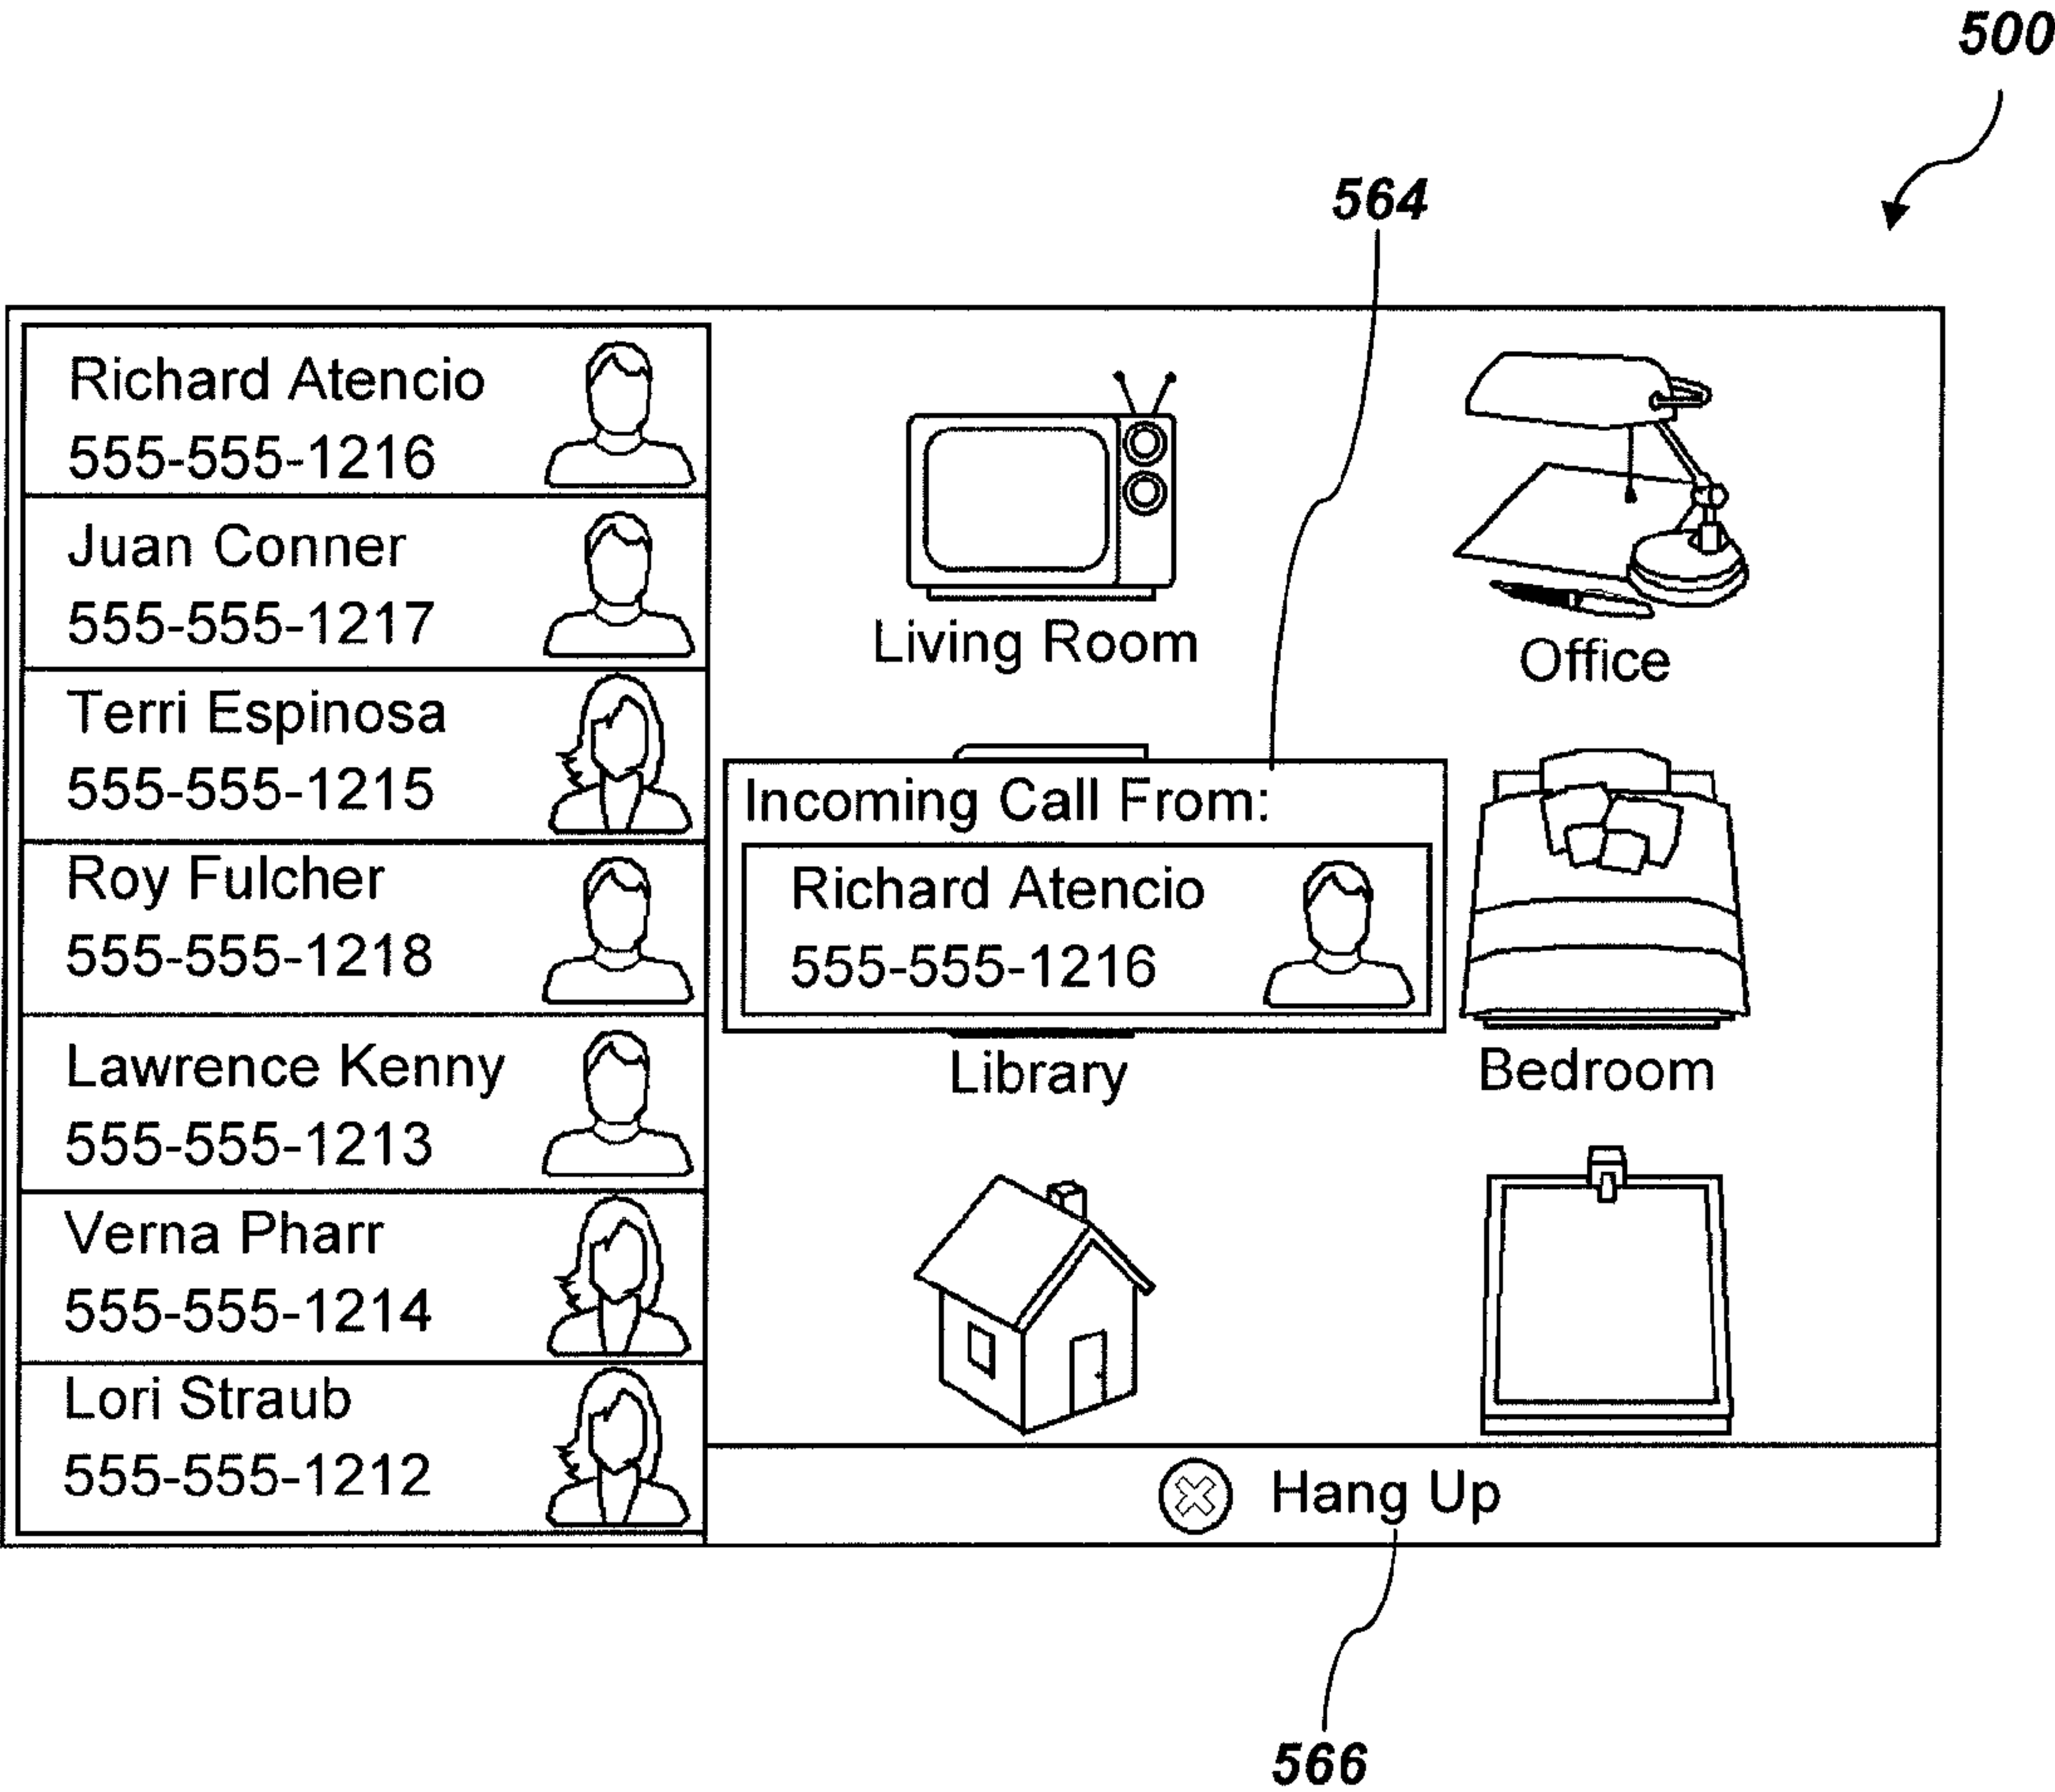 500
564
Richard Atencio
555-555-1216
Juan Conner
555-555-1217
Terri Espinosa
555-555-1215
Roy Fulcher
555-555-1218
Lawrence Kenny
555-555-1213
Verna Pharr
555-555-1214
Lori Straub
555-555-1212
Living Room
Office
Incoming Call From:
Richard Atencio
555-555-1216
Library
Bedroom
Hang Up
566